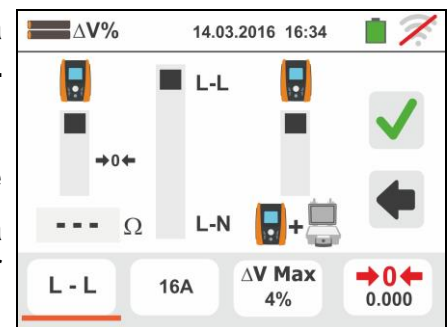 ΔV% 14.03.2016 16:34
L-L
→0←
--- Ω
L-N
+
L - L
16A
ΔV Max
4%
→0←
0.000